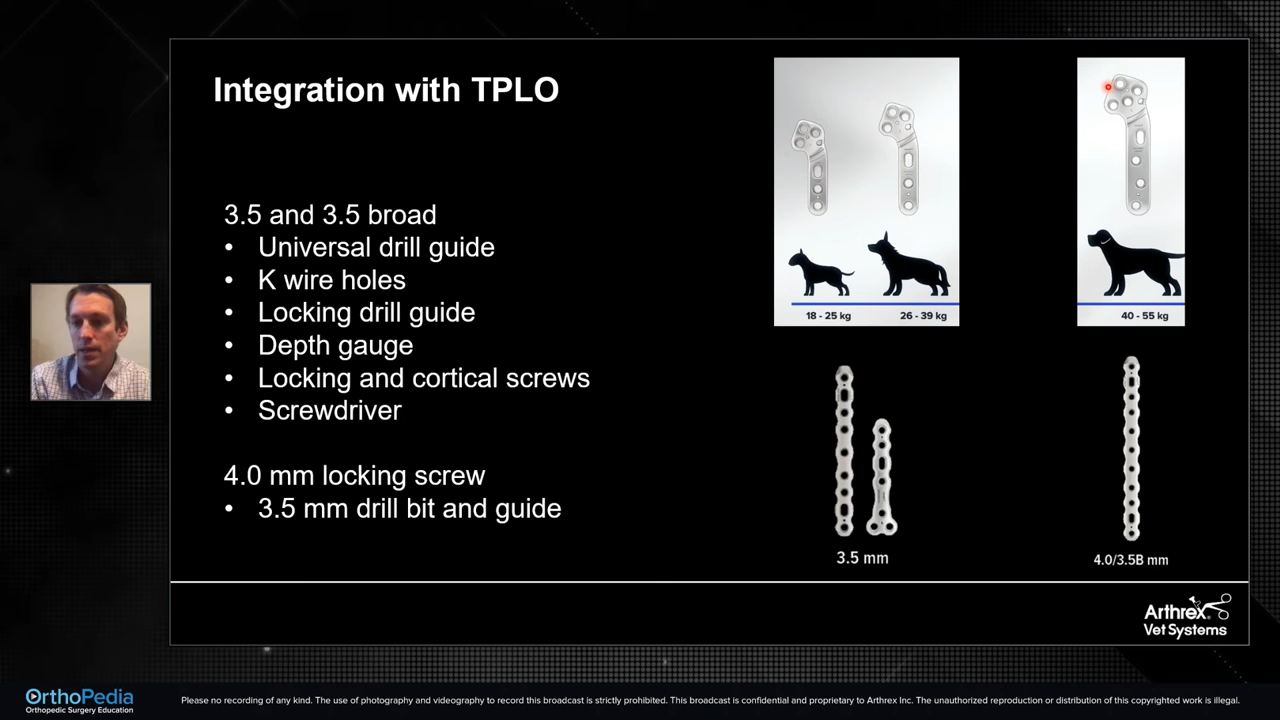 Integration with TPLO
3.5 and 3.5 broad
• Universal drill guide
• K wire holes
• Locking drill guide
• Depth gauge
• Locking and cortical screws
• Screwdriver
4.0 mm locking screw
• 3.5 mm drill bit and guide
18 - 25 kg
26 - 39 kg
40 - 55 kg
3.5 mm
4.0/3.5B mm
Arthrex®
Vet Systems
OrthoPedia
Orthopedic Surgery Education
Please no recording of any kind. The use of photography and videography to record this broadcast is strictly prohibited. This broadcast is confidential and proprietary to Arthrex Inc. The unauthorized reproduction or distribution of this copyrighted work is illegal.